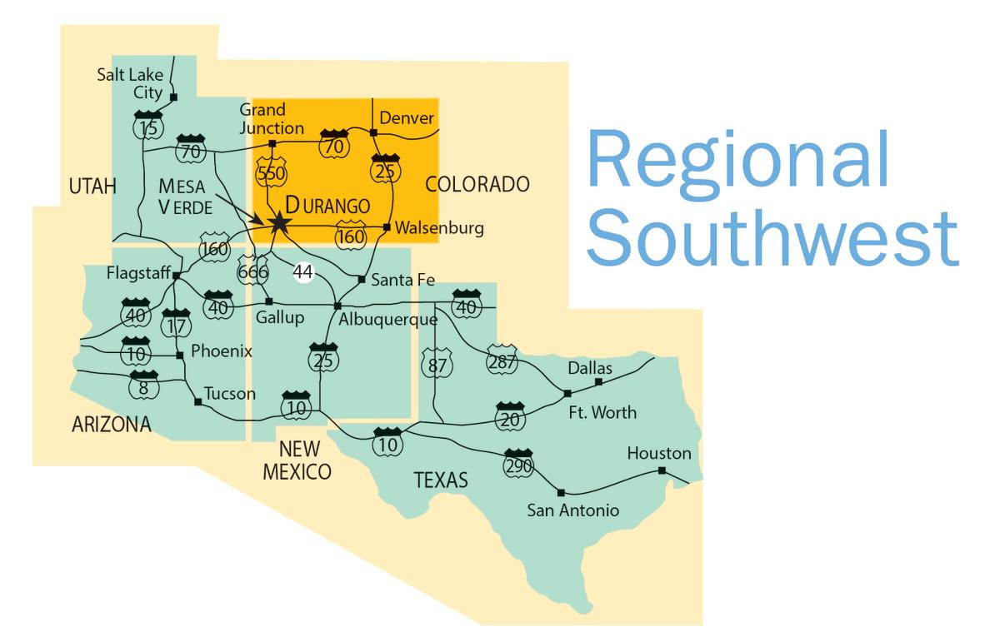 Salt Lake
City
15
70
UTAH
MESA
VERDE
Grand
Junction
Denver
70
550
25
COLORADO
DURANGO
160
Walsenburg
Regional
Southwest
160
Flagstaff
666
44
Santa Fe
40
17
40
Gallup
Albuquerque
40
10
Phoenix
25
87
287
Dallas
8
Tucson
10
20
Ft. Worth
ARIZONA
NEW
MEXICO
10
290
Houston
TEXAS
San Antonio